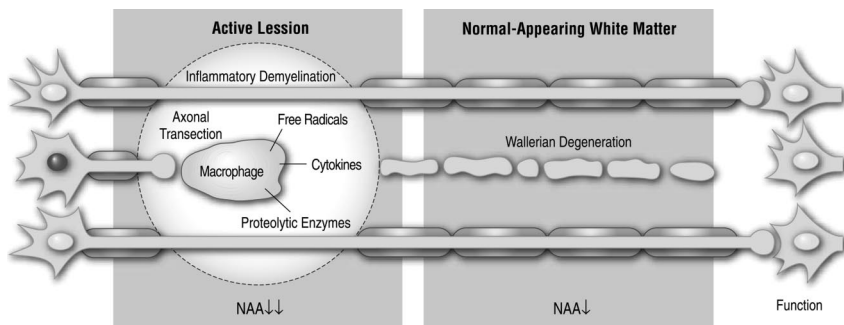 Active Lession
Normal-Appearing White Matter
Inflammatory Demyelination
Axonal
Transection
Free Radicals
Macrophage
Cytokines
Proteolytic Enzymes
Wallerian Degeneration
NAA↓↓
NAA↓
Function